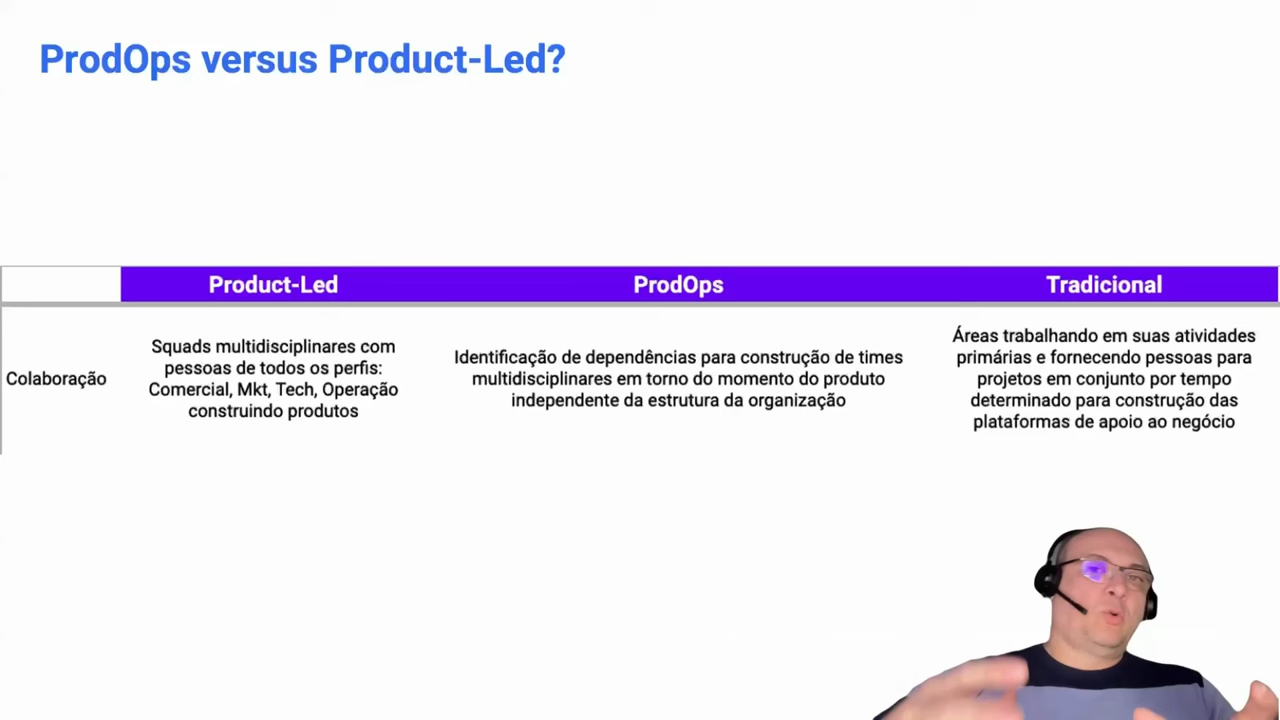 ProdOps versus Product-Led?
Product-Led
ProdOps
Tradicional
Colaboração
Squads multidisciplinares com
pessoas de todos os perfis:
Comercial, Mkt, Tech, Operação
construindo produtos
Identificação de dependências para construção de times
multidisciplinares em torno do momento do produto
independente da estrutura da organização
Áreas trabalhando em suas atividades
primárias e fornecendo pessoas para
projetos em conjunto por tempo
determinado para construção das
plataformas de apoio ao negócio